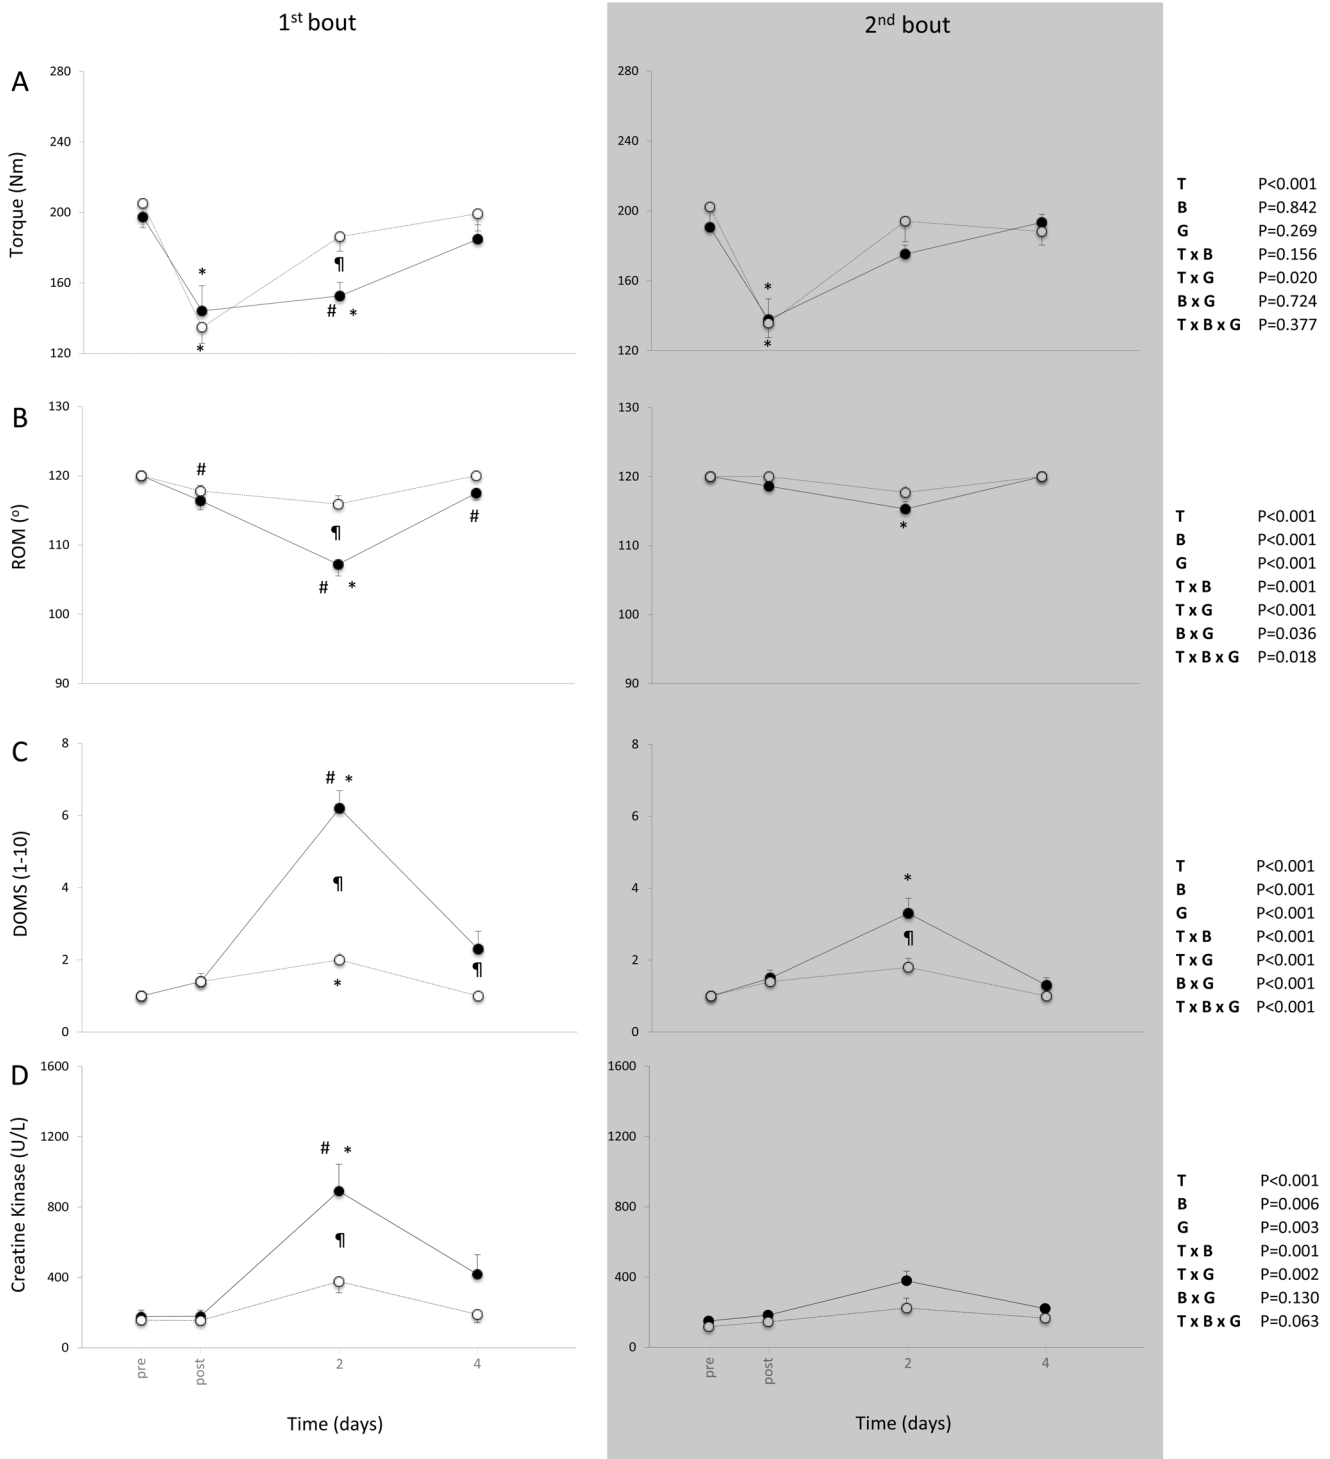 1st bout
2nd bout
A
Torque (Nm)
280
240
200
160
120
*
*
¶
# *
280
240
200
160
120
*
*
T P<0.001
B P=0.842
G P=0.269
T x B P=0.156
T x G P=0.020
B x G P=0.724
T x B x G P=0.377
B
ROM (o)
130
120
110
100
90
#
¶
# *
#
130
120
110
100
90
*
T P<0.001
B P<0.001
G P<0.001
T x B P=0.001
T x G P<0.001
B x G P=0.036
T x B x G P=0.018
C
DOMS (1-10)
8
6
4
2
0
# *
¶
*
¶
8
6
4
2
0
*
¶
T P<0.001
B P<0.001
G P<0.001
T x B P<0.001
T x G P<0.001
B x G P<0.001
T x B x G P<0.001
D
Creatine Kinase (U/L)
1600
1200
800
400
0
# *
¶
1600
1200
800
400
0
T P<0.001
B P=0.006
G P=0.003
T x B P=0.001
T x G P=0.002
B x G P=0.130
T x B x G P=0.063
pre post 2 4
pre post 2 4
Time (days)
Time (days)